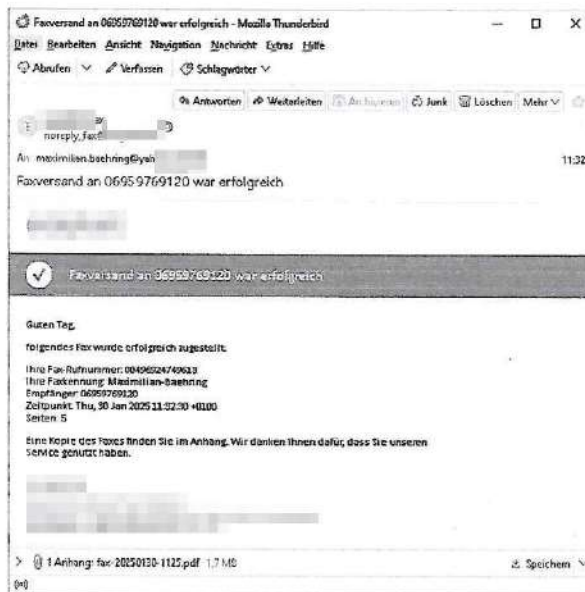 Faxversand an 06959769120 war erfolgreich - Mozilla Thunderbird
Datei Bearbeiten Ansicht Navigation Nachricht Extras Hilfe
Abrufen Verfassen Schlagwörter
Antworten Weiterleiten Archivieren Junk Löschen Mehr
noreply_fax
An maximilian.baehring@yah 11:32
Faxversand an 06959769120 war erfolgreich
Faxversand an 06959769120 war erfolgreich
Guten Tag,
folgendes Fax wurde erfolgreich zugestellt:
Ihre Fax-Rufnummer: 00496924749613
Ihre Faxkennung: Maximilian-Baehring
Empfänger: 06959769120
Zeitpunkt: Thu, 30 Jan 2025 11:32:30 +0100
Seiten: 5
Eine Kopie des Faxes finden Sie im Anhang. Wir danken Ihnen dafür, dass Sie unseren
Service genutzt haben.
1 Anhang: fax-20250130-1125.pdf 1,7 MB Speichern